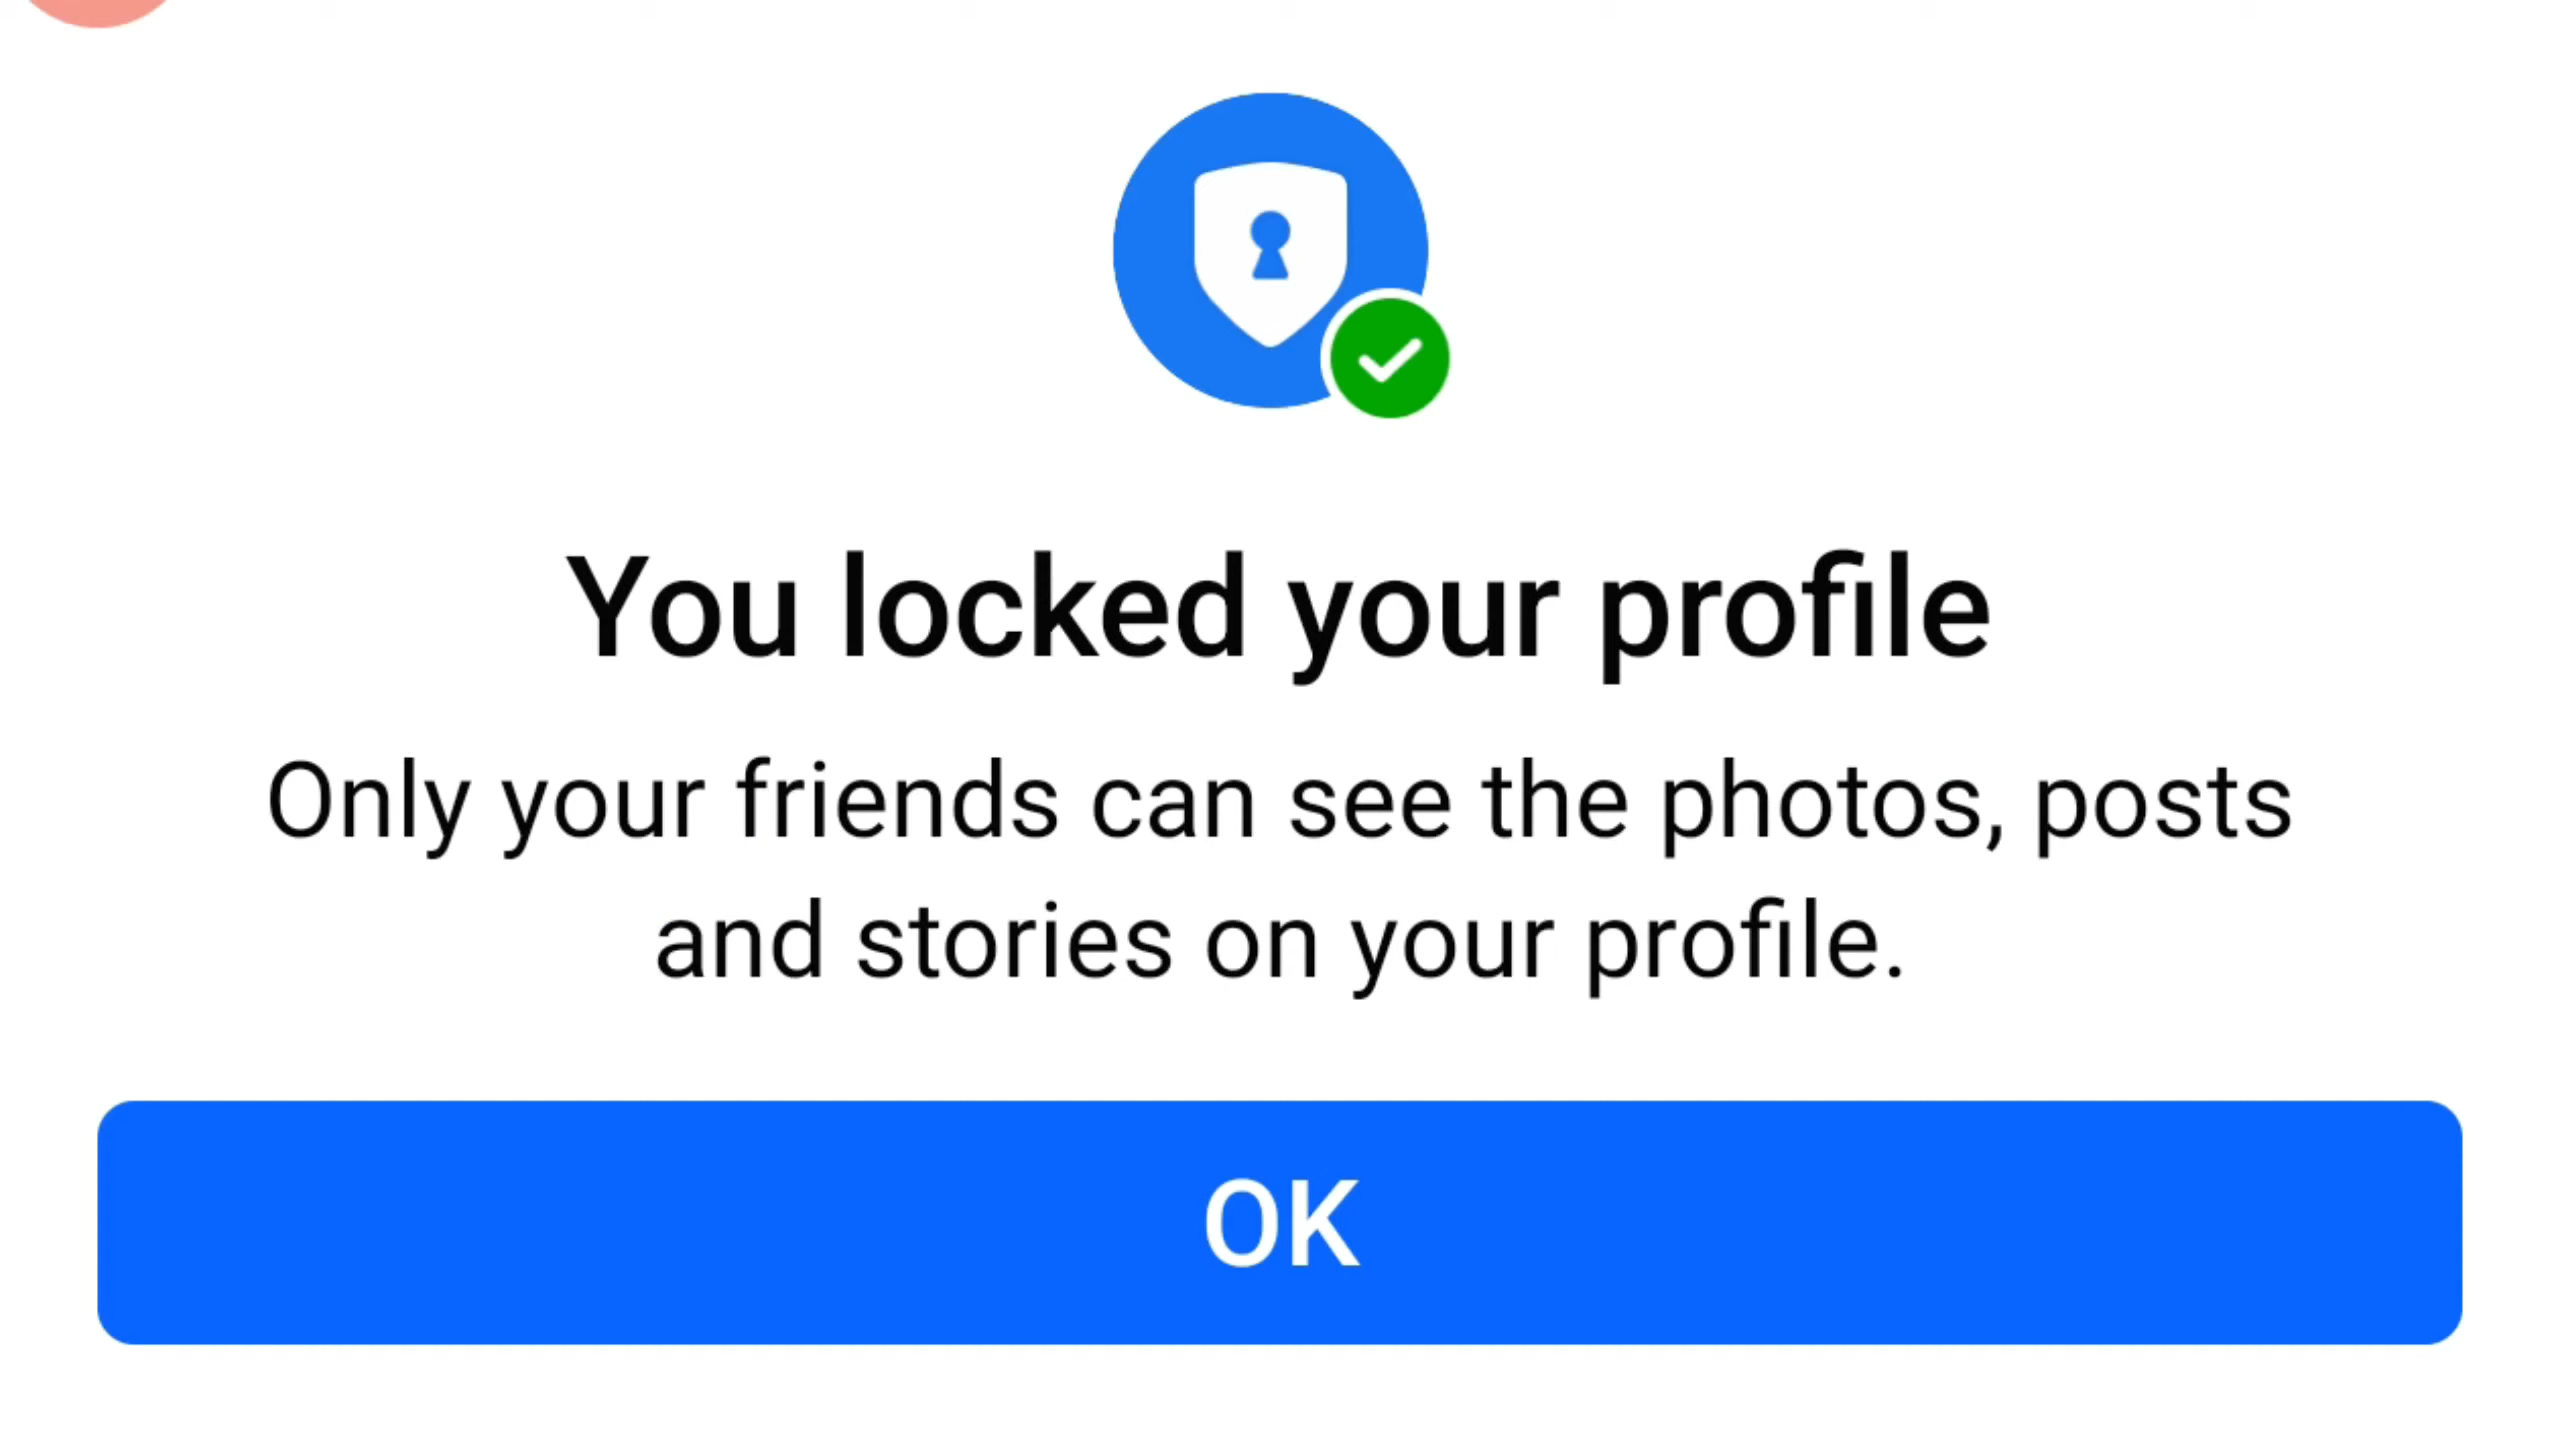 You locked your profile
Only your friends can see the photos, posts
and stories on your profile.
OK